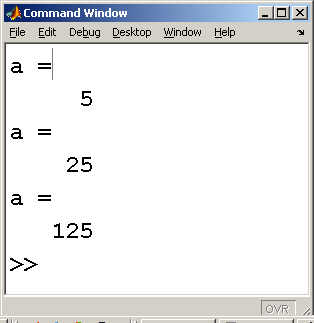 Command Window
File Edit Debug Desktop Window Help
a =
5
a =
25
a =
125
>>
OVR